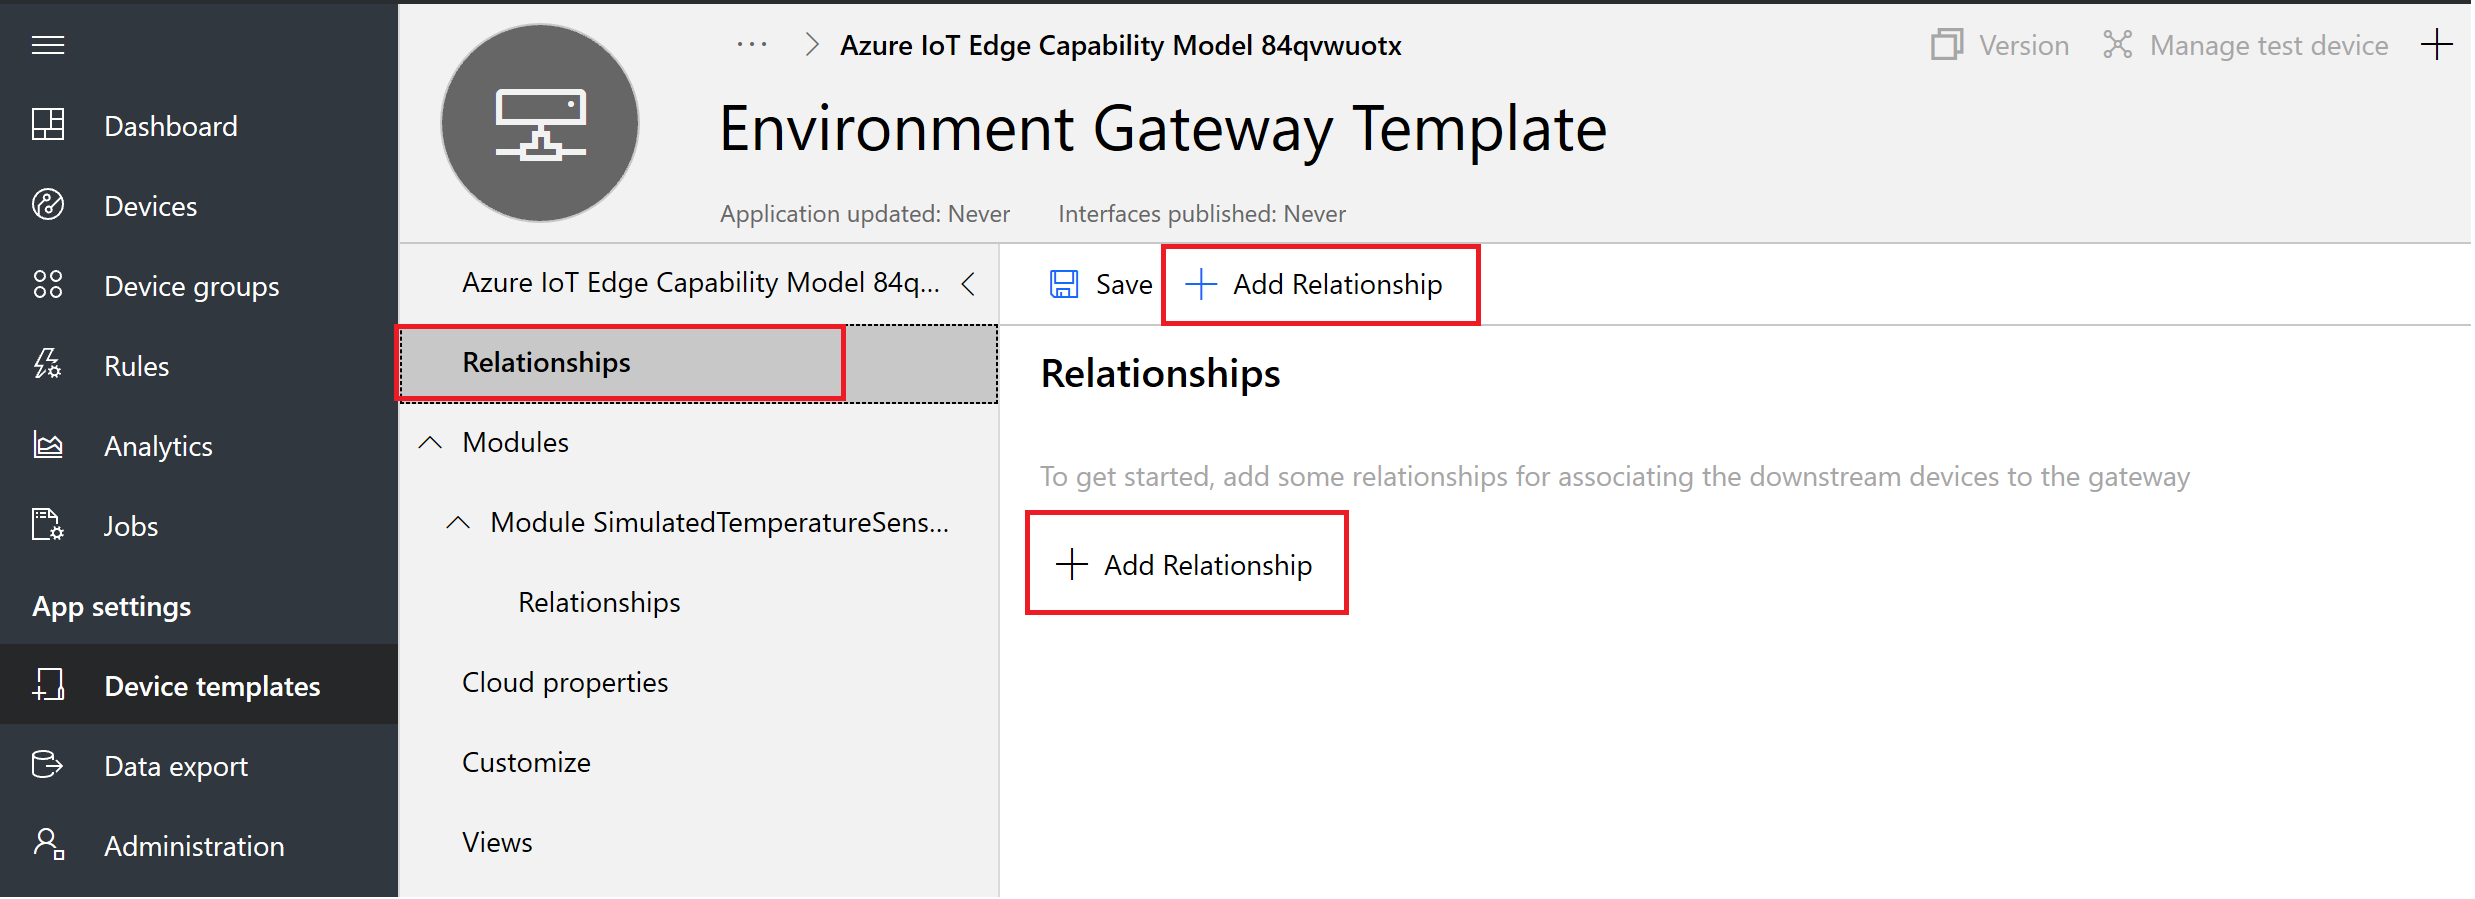 Dashboard
Devices
Device groups
Rules
Analytics
Jobs
App settings
Device templates
Data export
Administration
··· > Azure IoT Edge Capability Model 84qvwuotx
Version
Manage test device
Environment Gateway Template
Application updated: Never
Interfaces published: Never
Azure IoT Edge Capability Model 84q...
Relationships
Modules
Module SimulatedTemperatureSens...
Relationships
Cloud properties
Customize
Views
Save
Add Relationship
Relationships
To get started, add some relationships for associating the downstream devices to the gateway
Add Relationship